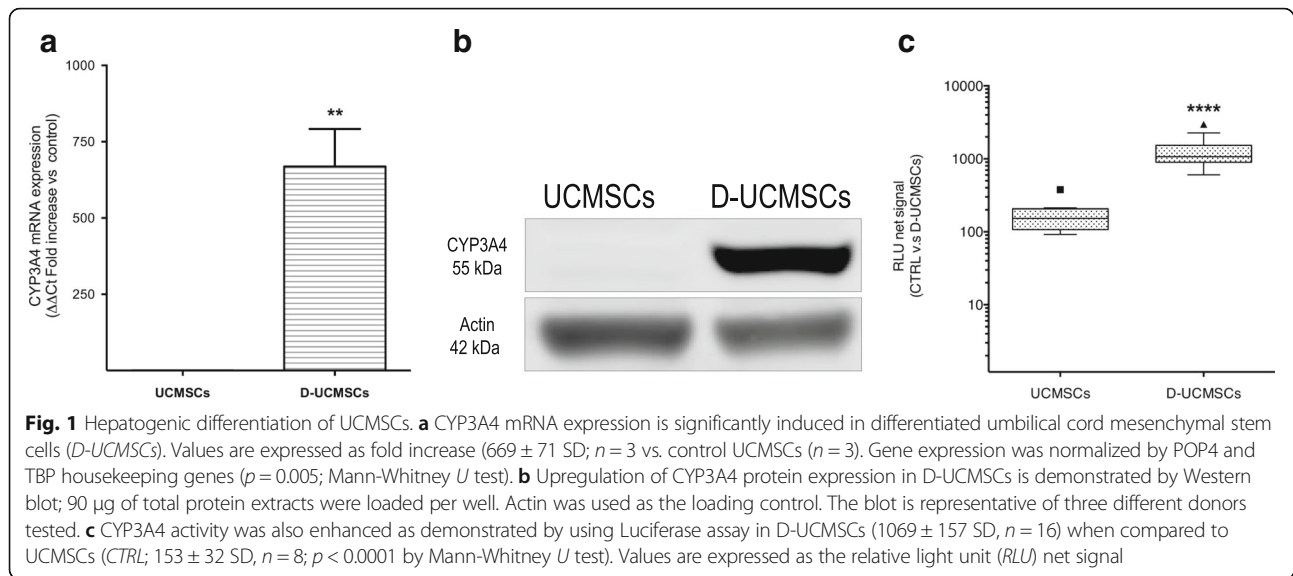 a
1000
750
500
250
CYP3A4 mRNA expression
(ΔΔCt Fold increase vs control)
**
UCMSCs D-UCMSCs
b
UCMSCs D-UCMSCs
CYP3A4
55 kDa
Actin
42 kDa
c
10000
1000
100
10
RLU net signal
(CTRL v.s D-UCMSCs)
****
UCMSCs D-UCMSCs
Fig. 1 Hepatogenic differentiation of UCMSCs. a CYP3A4 mRNA expression is significantly induced in differentiated umbilical cord mesenchymal stem
cells (D-UCMSCs). Values are expressed as fold increase (669 ± 71 SD; n = 3 vs. control UCMSCs (n = 3). Gene expression was normalized by POP4 and
TBP housekeeping genes (p = 0.005; Mann-Whitney U test). b Upregulation of CYP3A4 protein expression in D-UCMSCs is demonstrated by Western
blot; 90 μg of total protein extracts were loaded per well. Actin was used as the loading control. The blot is representative of three different donors
tested. c CYP3A4 activity was also enhanced as demonstrated by using Luciferase assay in D-UCMSCs (1069 ± 157 SD, n = 16) when compared to
UCMSCs (CTRL; 153 ± 32 SD, n = 8; p < 0.0001 by Mann-Whitney U test). Values are expressed as the relative light unit (RLU) net signal